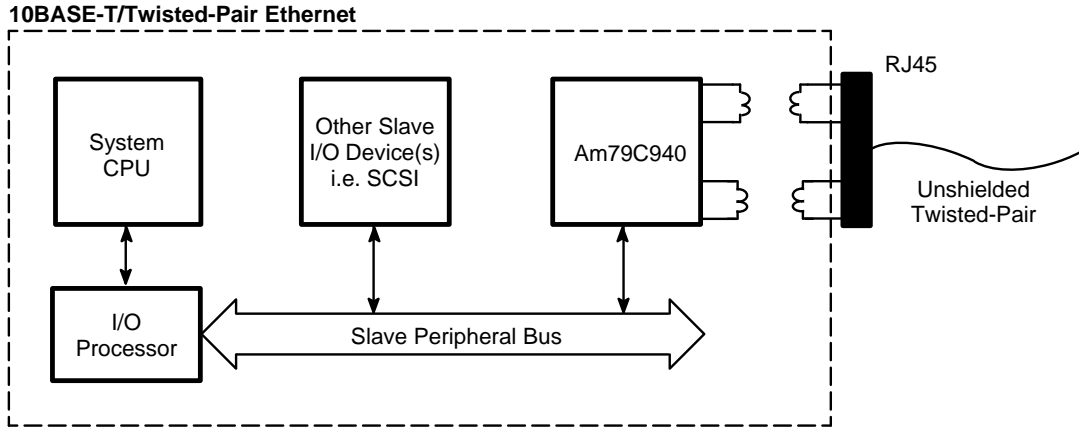 10BASE-T/Twisted-Pair Ethernet
RJ45
System
CPU
Other Slave
I/O Device(s)
i.e. SCSI
Am79C940
Unshielded
Twisted-Pair
I/O
Processor
Slave Peripheral Bus